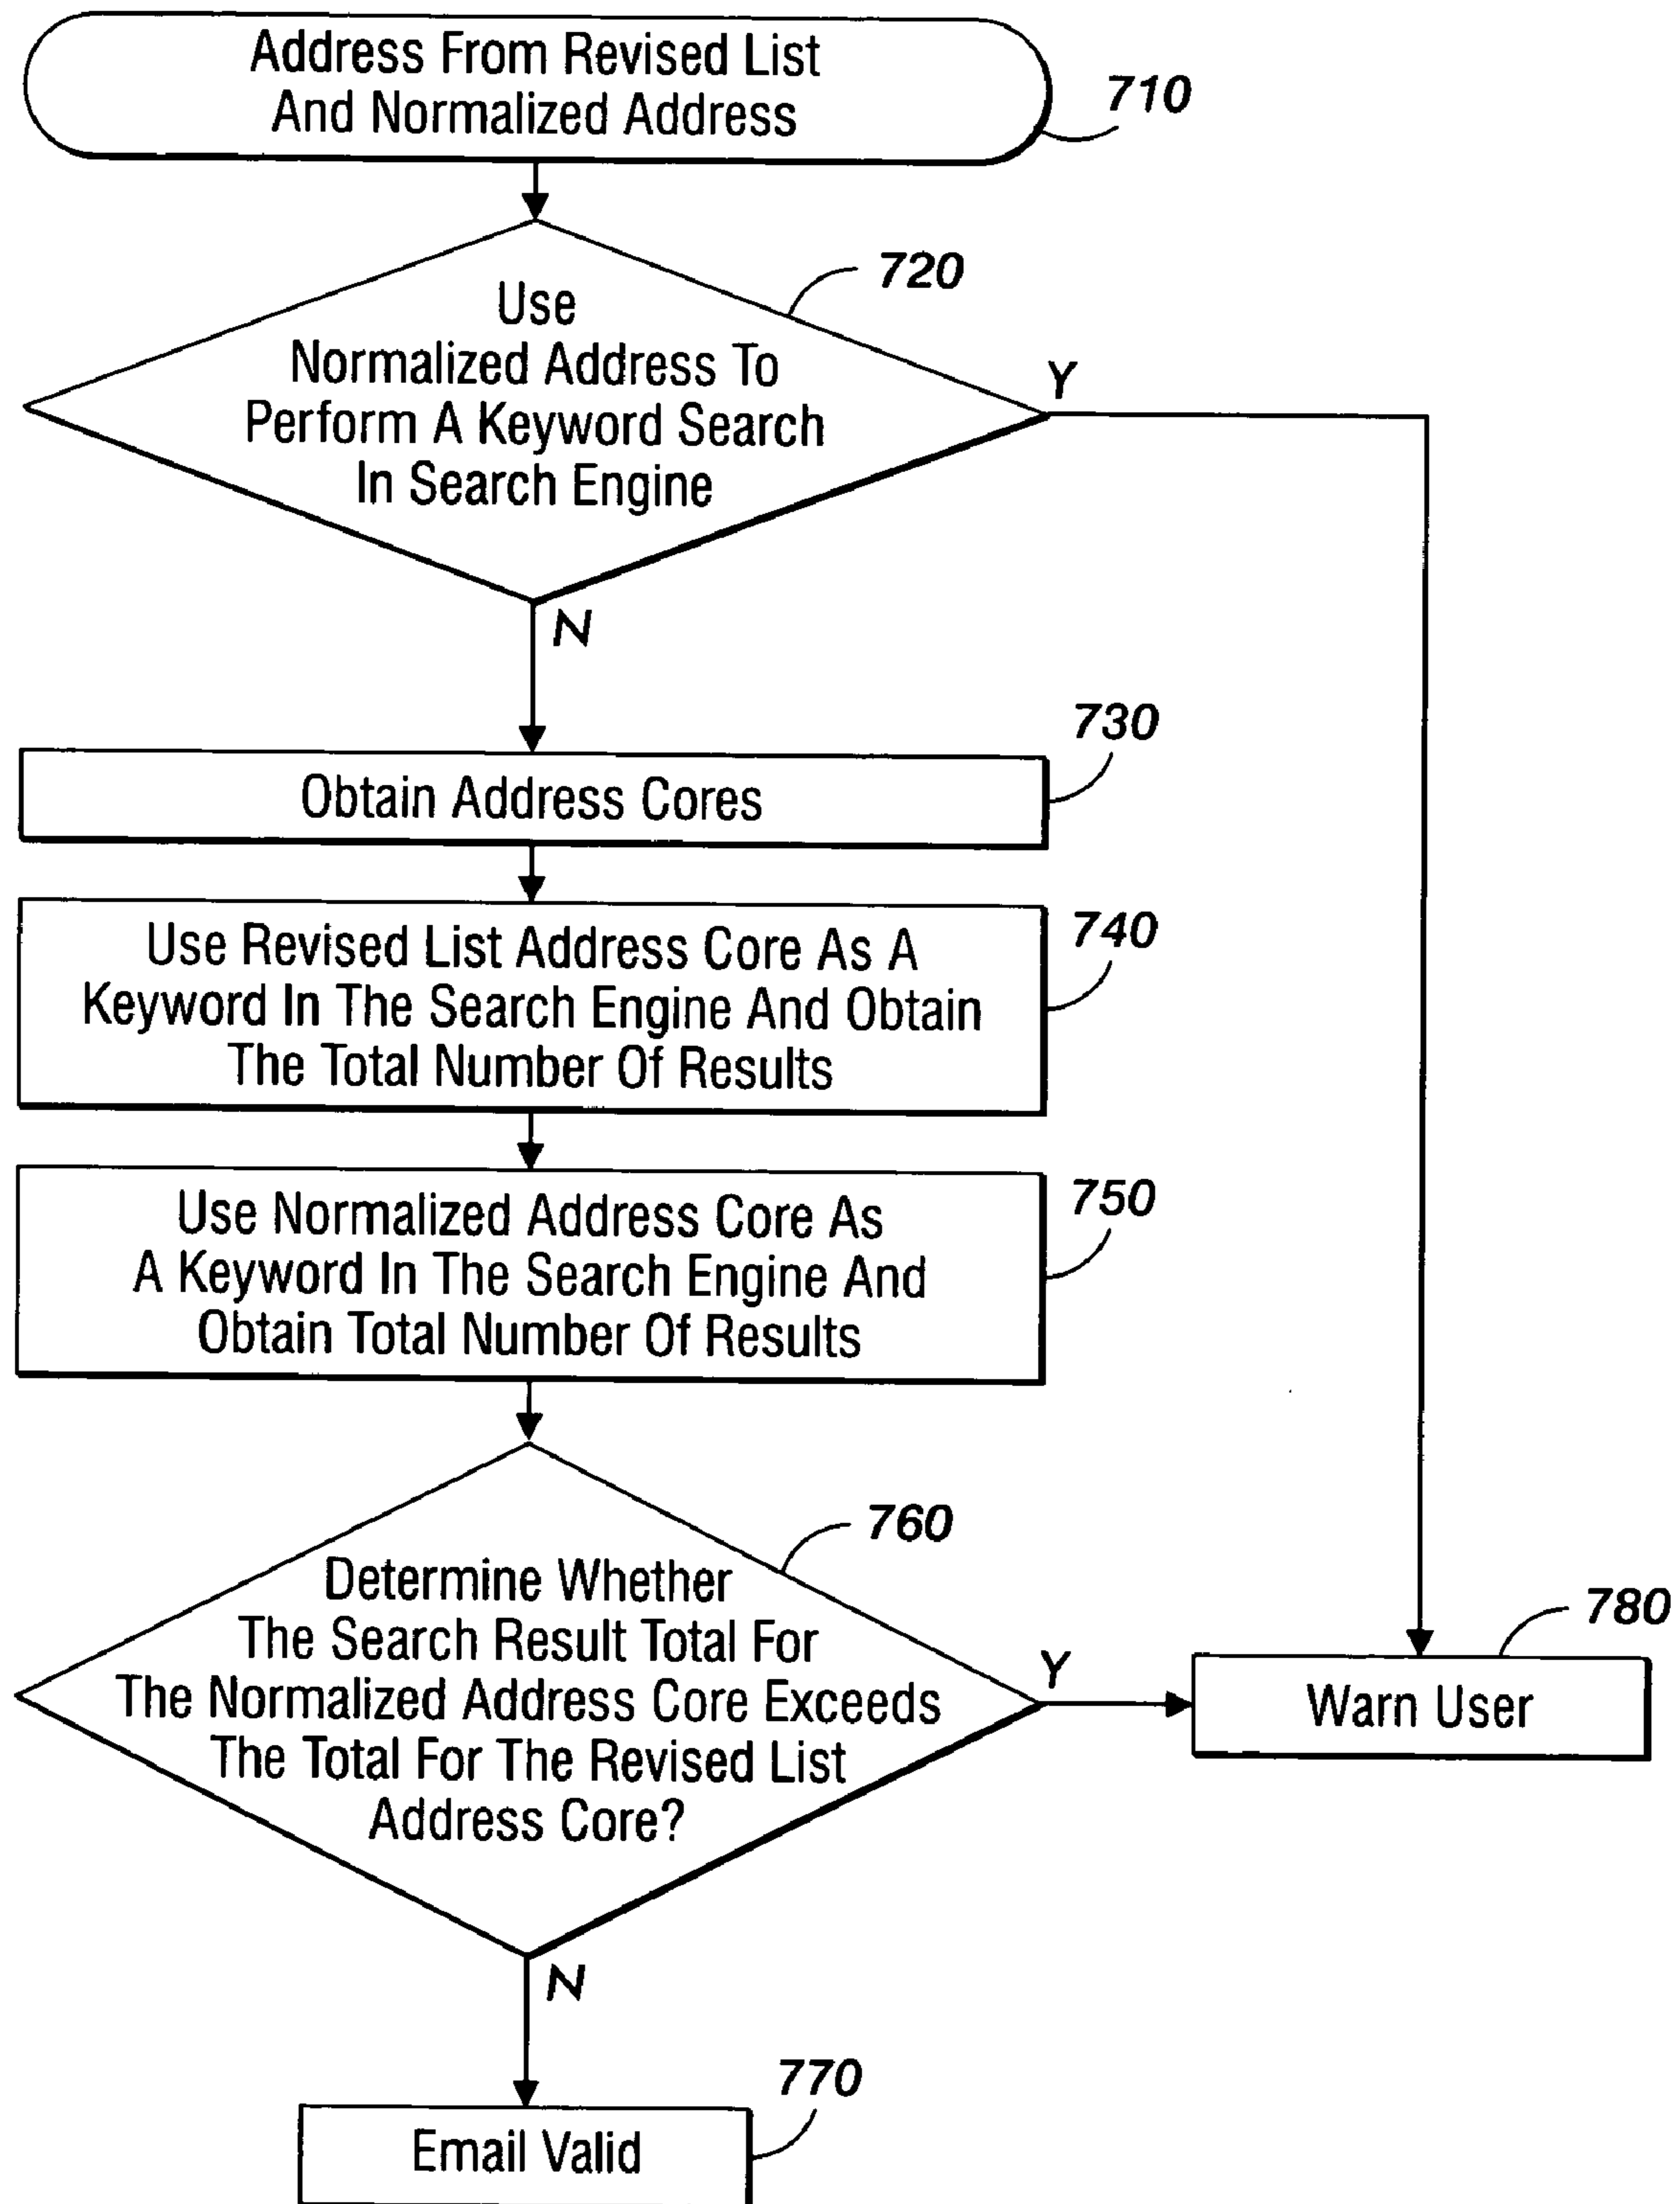 Address From Revised List
And Normalized Address
710
720
Use
Normalized Address To
Perform A Keyword Search
In Search Engine
Y
N
730
Obtain Address Cores
740
Use Revised List Address Core As A
Keyword In The Search Engine And Obtain
The Total Number Of Results
750
Use Normalized Address Core As
A Keyword In The Search Engine And
Obtain Total Number Of Results
760
Determine Whether
The Search Result Total For
The Normalized Address Core Exceeds
The Total For The Revised List
Address Core?
Y
780
Warn User
N
770
Email Valid